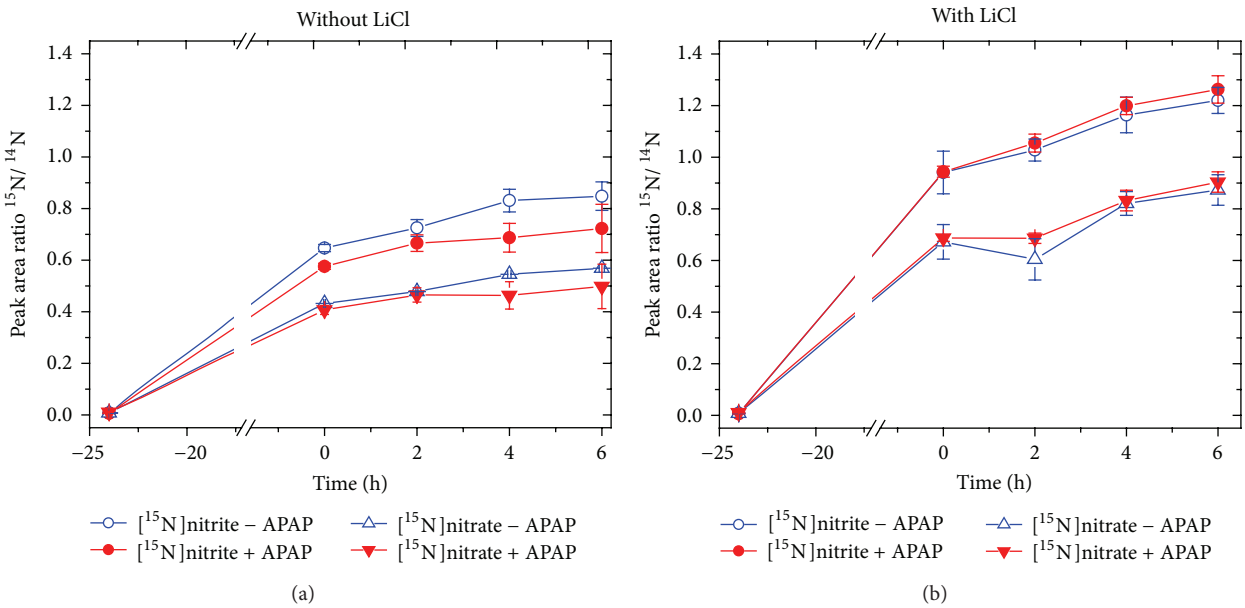 Without LiCl
1.4
1.2
1.0
0.8
0.6
0.4
0.2
0.0
Peak area ratio ¹⁵N/ ¹⁴N
−25 −20 0 2 4 6
Time (h)
[¹⁵N]nitrite − APAP [¹⁵N]nitrate − APAP
[¹⁵N]nitrite + APAP [¹⁵N]nitrate + APAP
(a)
With LiCl
1.4
1.2
1.0
0.8
0.6
0.4
0.2
0.0
Peak area ratio ¹⁵N/ ¹⁴N
−25 −20 0 2 4 6
Time (h)
[¹⁵N]nitrite − APAP [¹⁵N]nitrate − APAP
[¹⁵N]nitrite + APAP [¹⁵N]nitrate + APAP
(b)